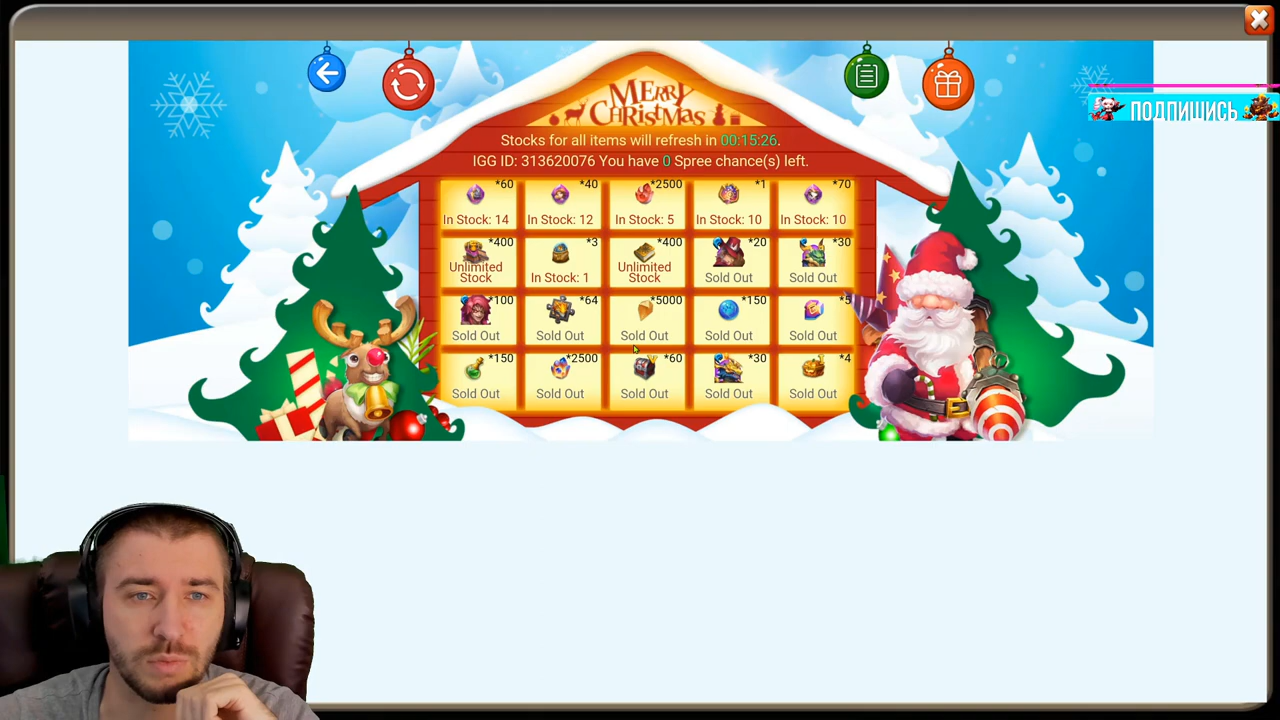 MERRY
CHRistMAS
ПОДПИШИСЬ
Stocks for all items will refresh in 00:15:26.
IGG ID: 313620076 You have 0 Spree chance(s) left.
*60 *40 *2500 *1 *70
In Stock: 14 In Stock: 12 In Stock: 5 In Stock: 10 In Stock: 10
*400 *3 *400 *20 *30
Unlimited Stock In Stock: 1 Unlimited Stock Sold Out Sold Out
*100 *64 *5000 *150 *5
Sold Out Sold Out Sold Out Sold Out Sold Out
*150 *2500 *60 *30 *4
Sold Out Sold Out Sold Out Sold Out Sold Out